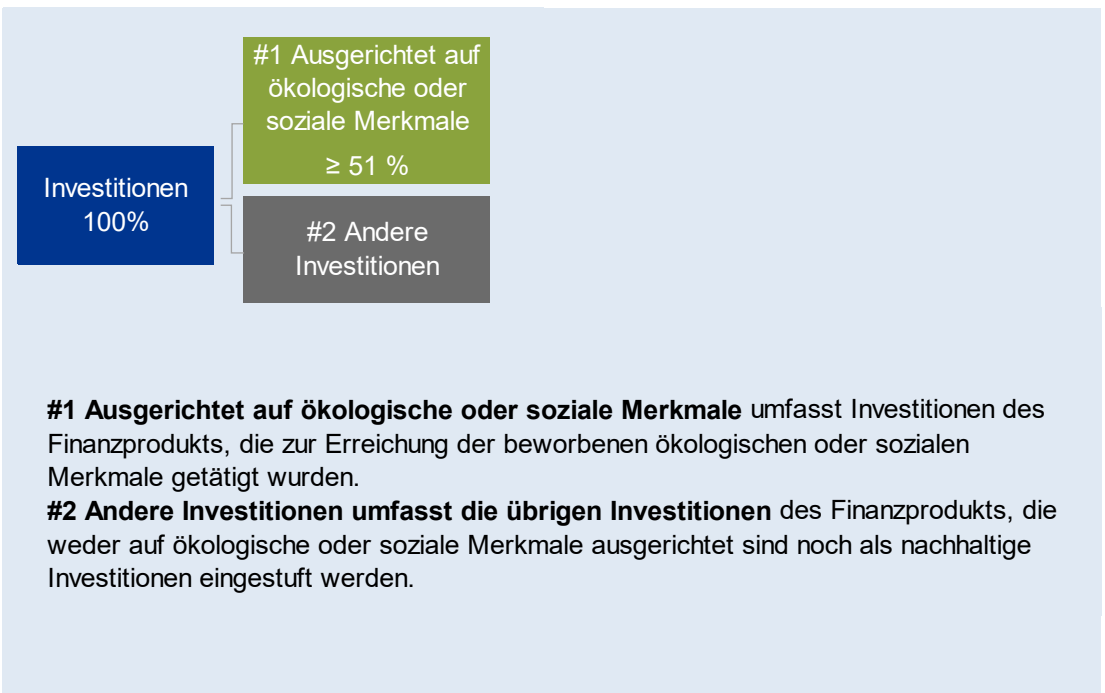 #1 Ausgerichtet auf
ökologische oder
soziale Merkmale
≥ 51 %
Investitionen
100%
#2 Andere
Investitionen
#1 Ausgerichtet auf ökologische oder soziale Merkmale umfasst Investitionen des
Finanzprodukts, die zur Erreichung der beworbenen ökologischen oder sozialen
Merkmale getätigt wurden.
#2 Andere Investitionen umfasst die übrigen Investitionen des Finanzprodukts, die
weder auf ökologische oder soziale Merkmale ausgerichtet sind noch als nachhaltige
Investitionen eingestuft werden.